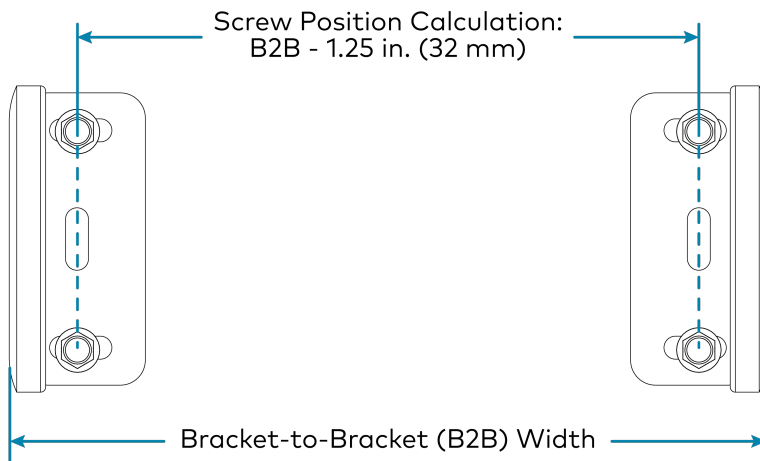 Screw Position Calculation:
B2B - 1.25 in. (32 mm)
Bracket-to-Bracket (B2B) Width